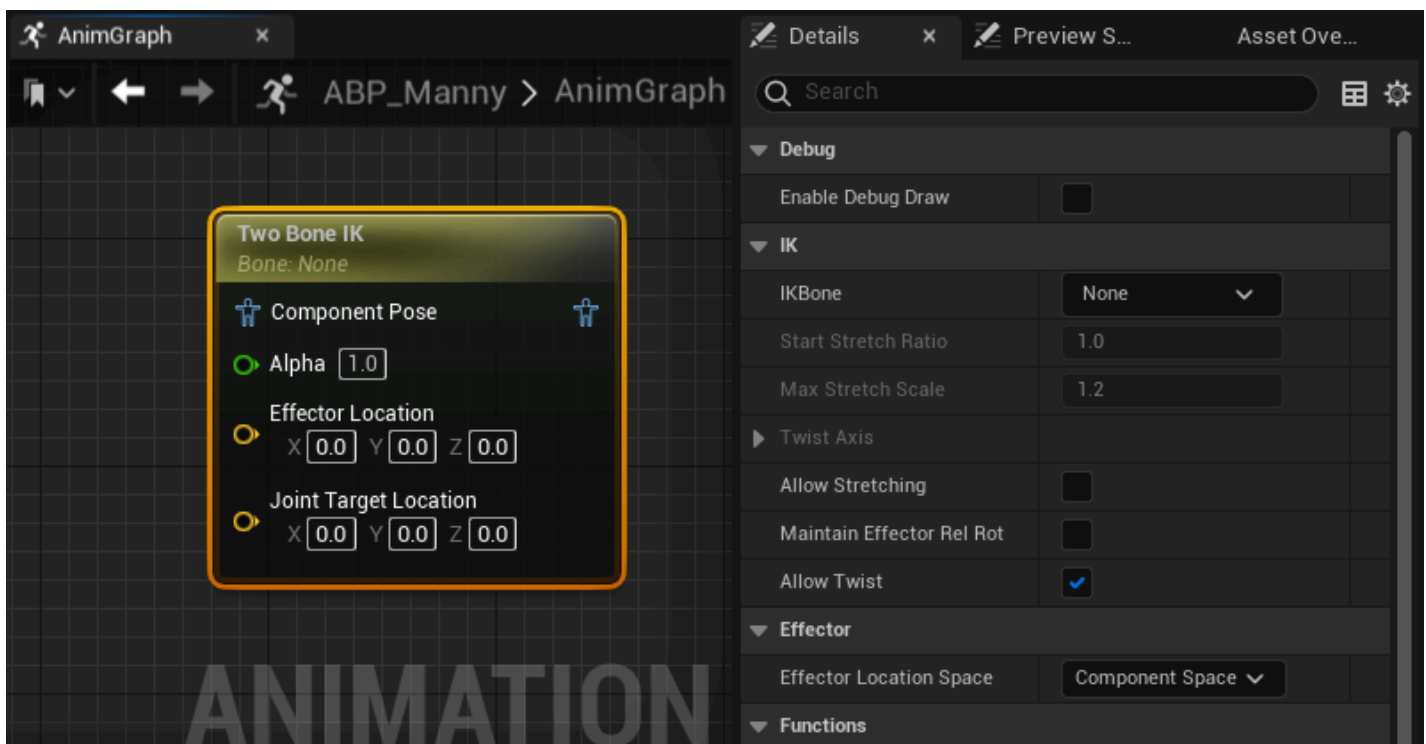 AnimGraph
ABP_Manny > AnimGraph
Two Bone IK
Bone: None
Component Pose
Alpha 1.0
Effector Location
X 0.0 Y 0.0 Z 0.0
Joint Target Location
X 0.0 Y 0.0 Z 0.0
ANIMATION
Details
Preview S...
Asset Ove...
Search
Debug
Enable Debug Draw
IK
IKBone None
Start Stretch Ratio 1.0
Max Stretch Scale 1.2
Twist Axis
Allow Stretching
Maintain Effector Rel Rot
Allow Twist
Effector
Effector Location Space Component Space
Functions